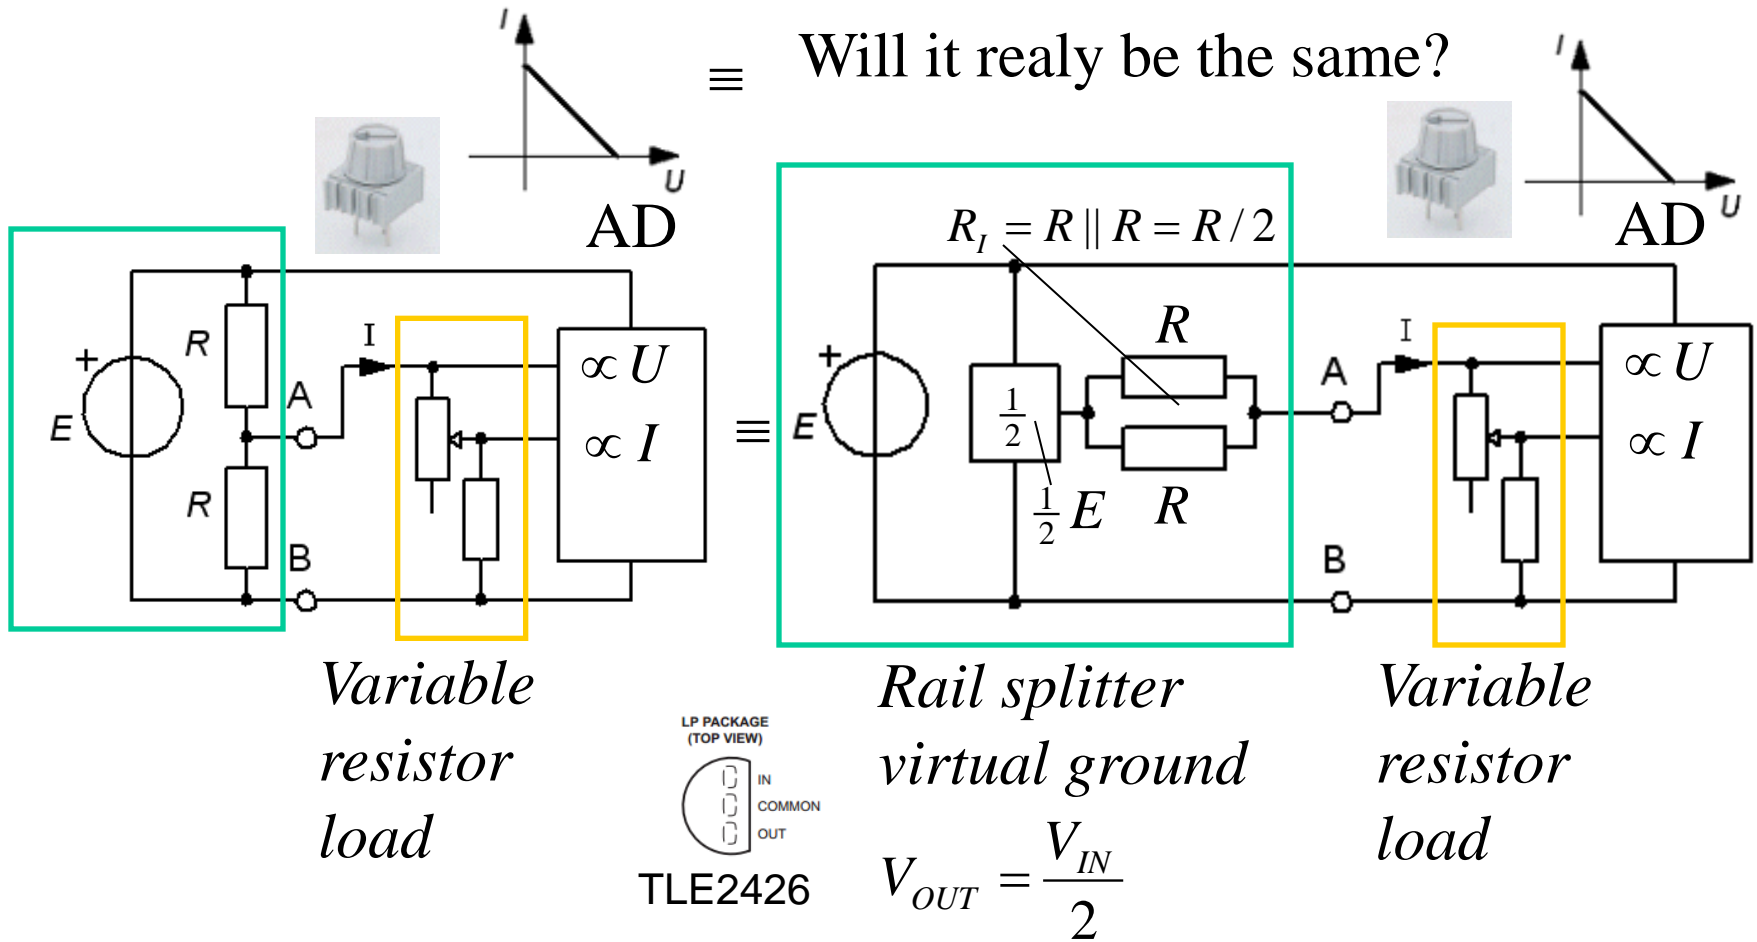 I
≡ Will it realy be the same?
I
U
AD
U
AD
R_I = R || R = R / 2
R
I
∝ U
+
A
E
∝ I
R
B
≡
R
I
∝ U
+
A
E
1/2
∝ I
1/2 E
R
B
Variable
resistor
load
LP PACKAGE
(TOP VIEW)
IN
COMMON
OUT
TLE2426
Rail splitter
virtual ground
V_OUT = V_IN / 2
Variable
resistor
load